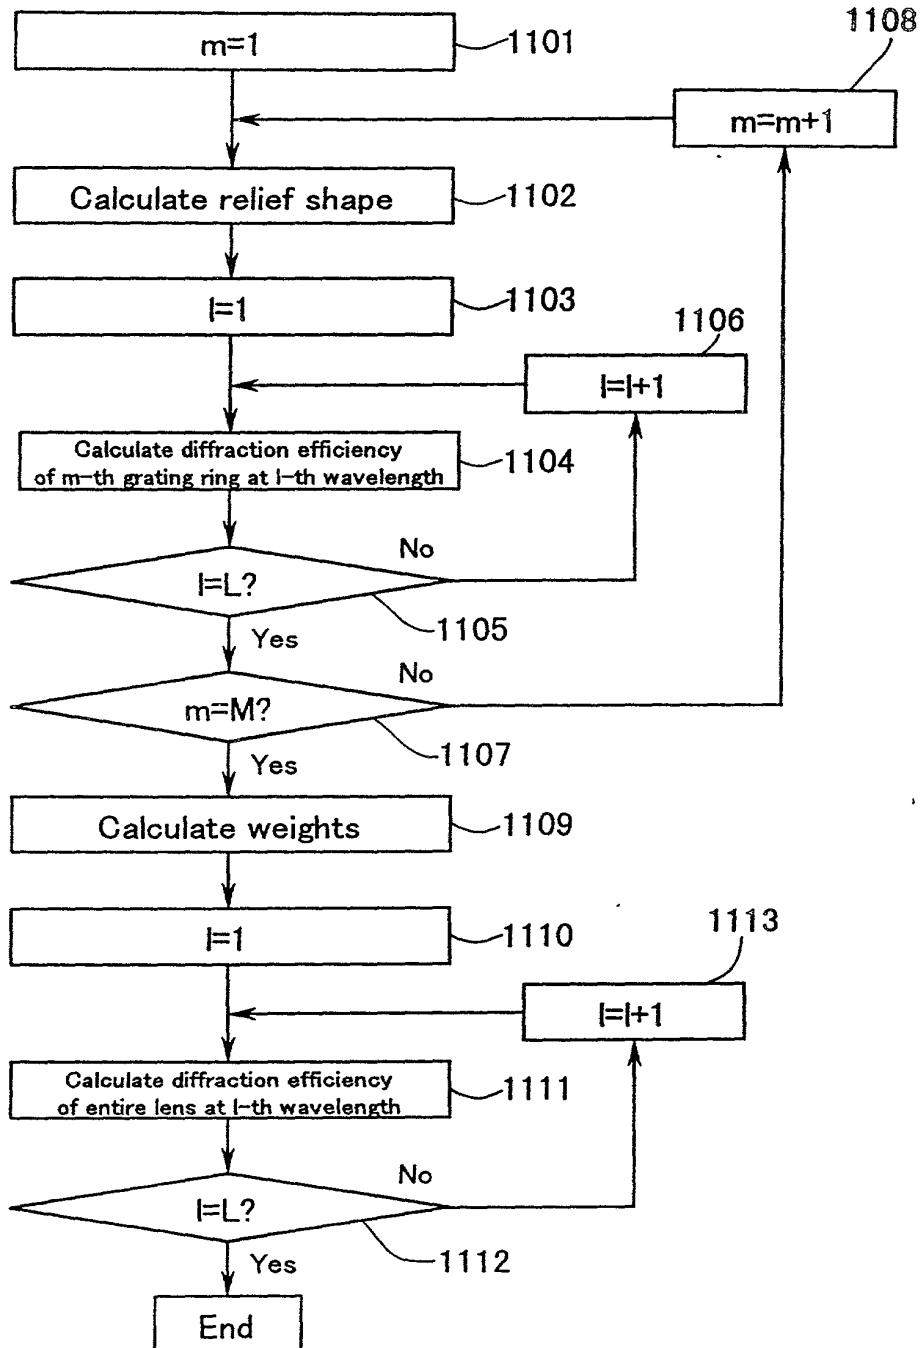 m=1
1101
1108
m=m+1
Calculate relief shape
1102
l=1
1103
1106
l=l+1
Calculate diffraction efficiency
of m-th grating ring at l-th wavelength
1104
No
l=L?
1105
Yes
No
m=M?
1107
Yes
Calculate weights
1109
l=1
1110
1113
l=l+1
Calculate diffraction efficiency
of entire lens at l-th wavelength
1111
No
l=L?
1112
Yes
End